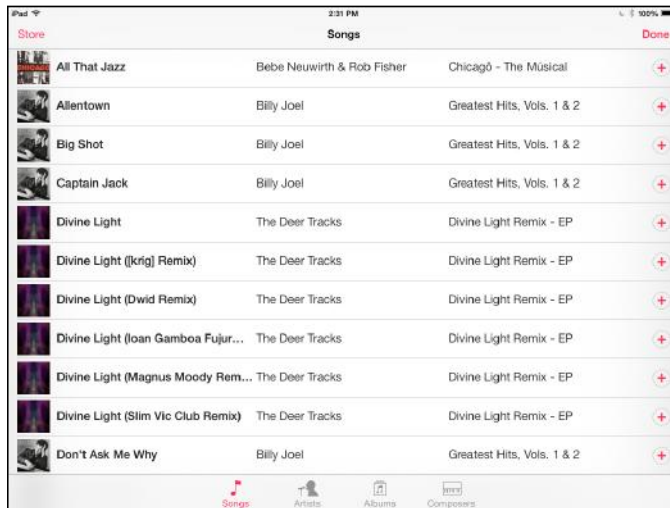 iPad 2:31 PM 100%
Store Songs Done
All That Jazz Bebe Neuwirth & Rob Fisher Chicago - The Musical
Allentown Billy Joel Greatest Hits, Vols. 1 & 2
Big Shot Billy Joel Greatest Hits, Vols. 1 & 2
Captain Jack Billy Joel Greatest Hits, Vols. 1 & 2
Divine Light The Deer Tracks Divine Light Remix - EP
Divine Light ([krig] Remix) The Deer Tracks Divine Light Remix - EP
Divine Light (Dwid Remix) The Deer Tracks Divine Light Remix - EP
Divine Light (Ioan Gamboa Fujur... The Deer Tracks Divine Light Remix - EP
Divine Light (Magnus Moody Rem... The Deer Tracks Divine Light Remix - EP
Divine Light (Slim Vic Club Remix) The Deer Tracks Divine Light Remix - EP
Don't Ask Me Why Billy Joel Greatest Hits, Vols. 1 & 2
Songs Artists Albums Composers